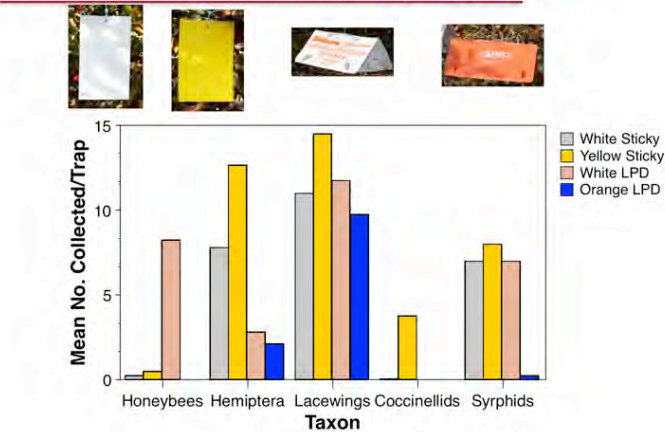 15
10
5
0
Mean No. Collected/Trap
White Sticky
Yellow Sticky
White LPD
Orange LPD
Honeybees Hemiptera Lacewings Coccinellids Syrphids
Taxon